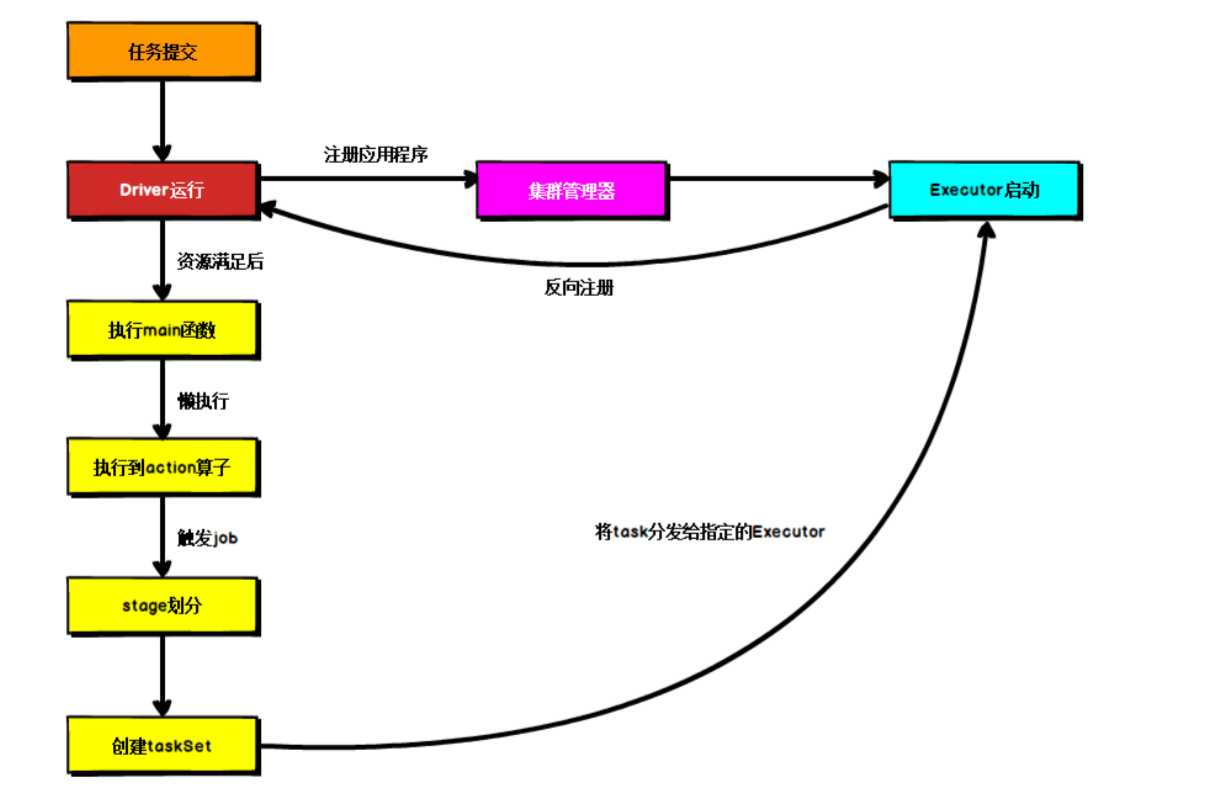 任务提交
注册应用程序
Driver运行
集群管理器
Executor启动
资源满足后
反向注册
执行main函数
懒执行
执行到action算子
将task分发给指定的Executor
触发job
stage划分
创建taskSet